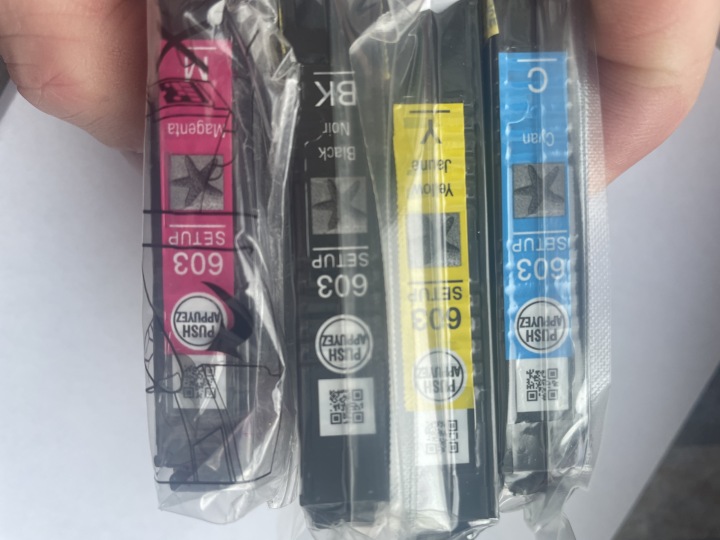 M
Magenta
SETUP
603
PUSH
APPUYEZ
BK
Noir
Black
SETUP
603
PUSH
APPUYEZ
Y
Jaune
Yellow
SETUP
603
PUSH
APPUYEZ
C
Cyan
SETUP
603
PUSH
APPUYEZ